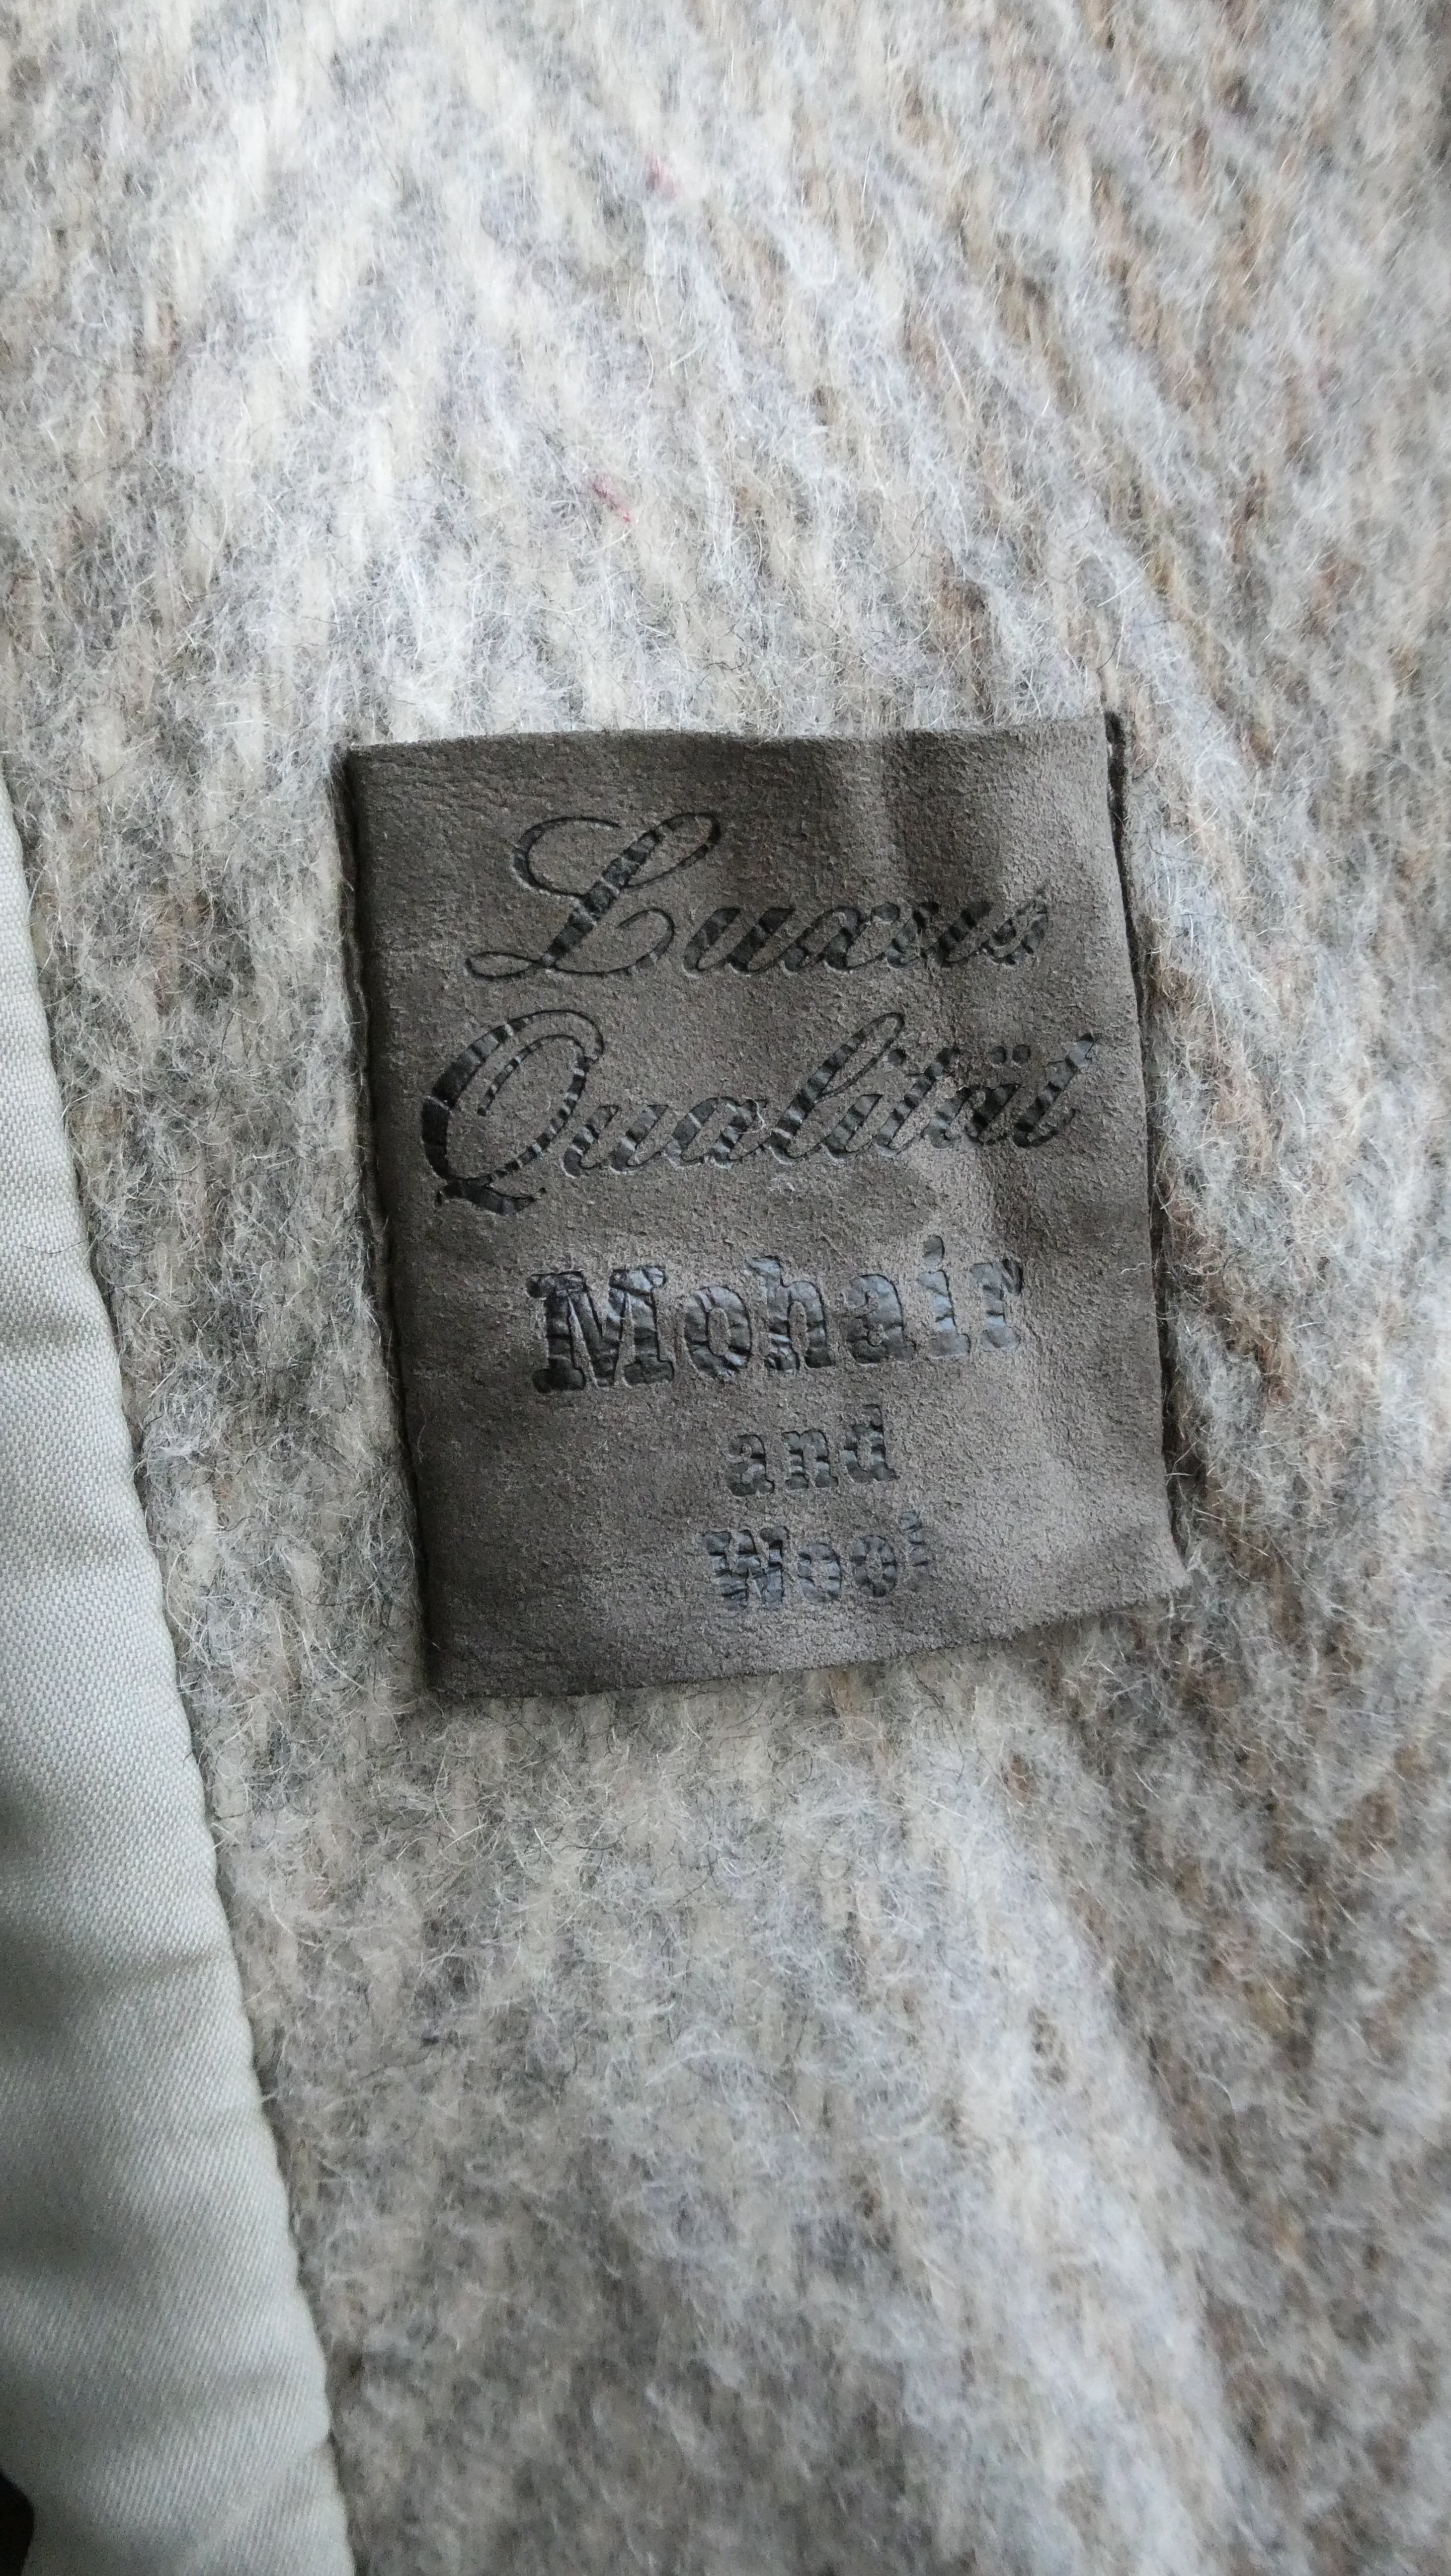 Luxus
Qualität
Mohair
and
Wool